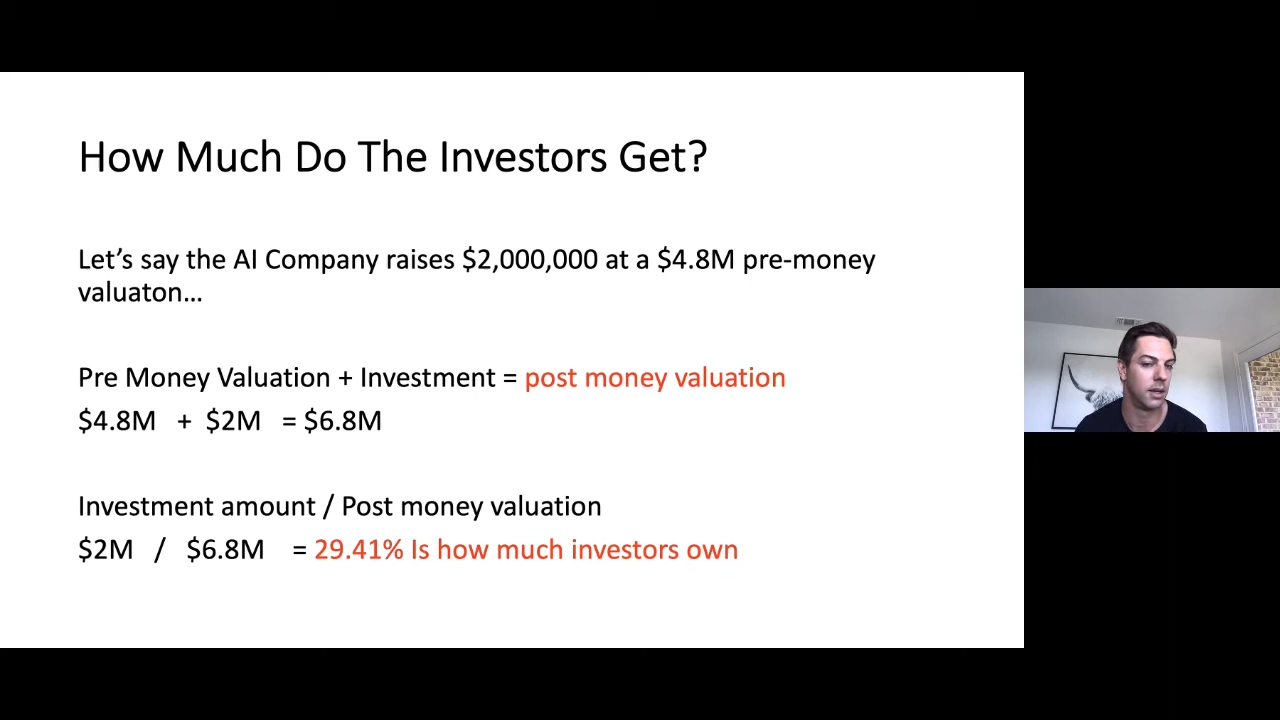 How Much Do The Investors Get?
Let’s say the AI Company raises $2,000,000 at a $4.8M pre-money
valuaton...
Pre Money Valuation + Investment = post money valuation
$4.8M + $2M = $6.8M
Investment amount / Post money valuation
$2M / $6.8M = 29.41% Is how much investors own